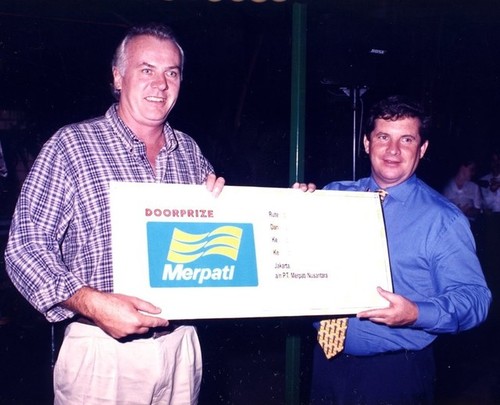 DOORPRIZE
Merpati
Rute
Dari
Ke
Ke
Jakarta
a/n PT. Merpati Nusantara